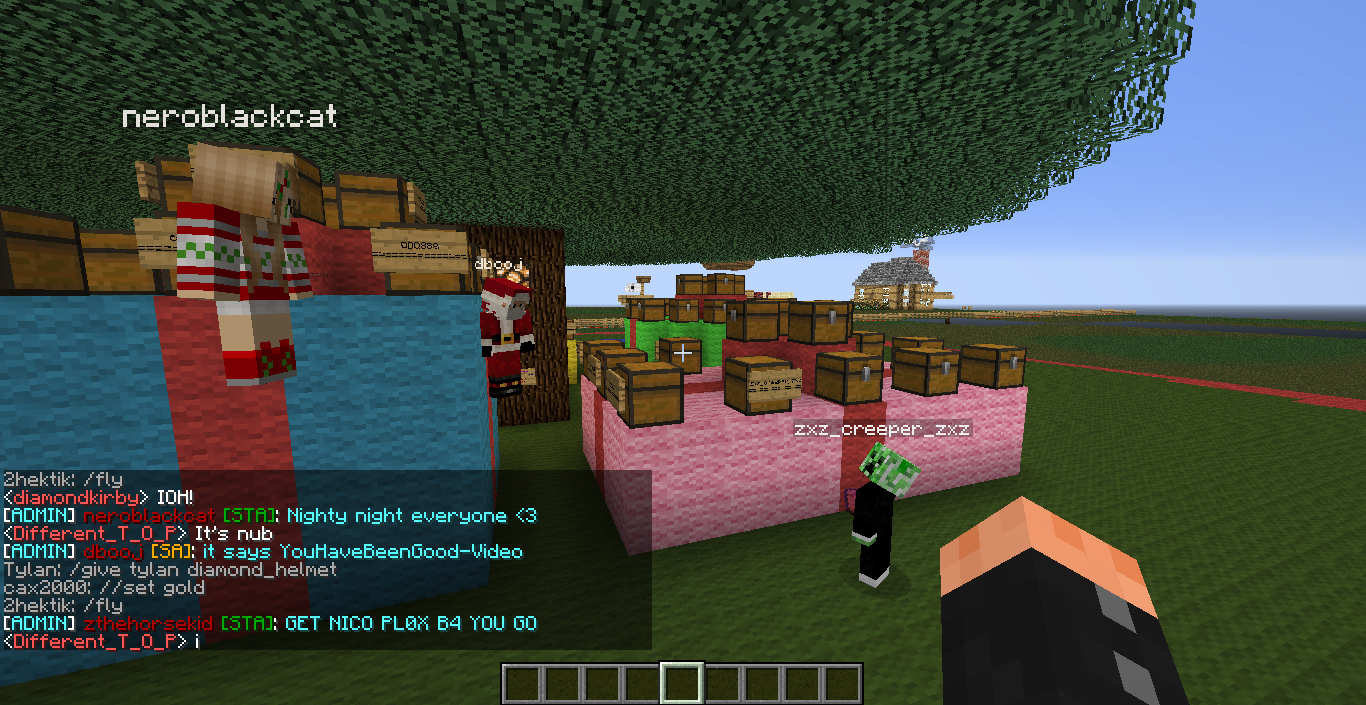 neroblackcat
dbooj
zxz_creeper_zxz
2hektik: /fly
<diamondkirby> IOH!
[ADMIN] neroblackcat [STA]: Nighty night everyone <3
<Different_T_O_P> It's nub
[ADMIN] dbooj [SA]: it says YouHaveBeenGood-Video
Tylan: /give tylan diamond_helmet
cax2000: //set gold
2hektik: /fly
[ADMIN] zthehorsekid [STA]: GET NICO PL0X B4 YOU GO
<Different_T_O_P> i